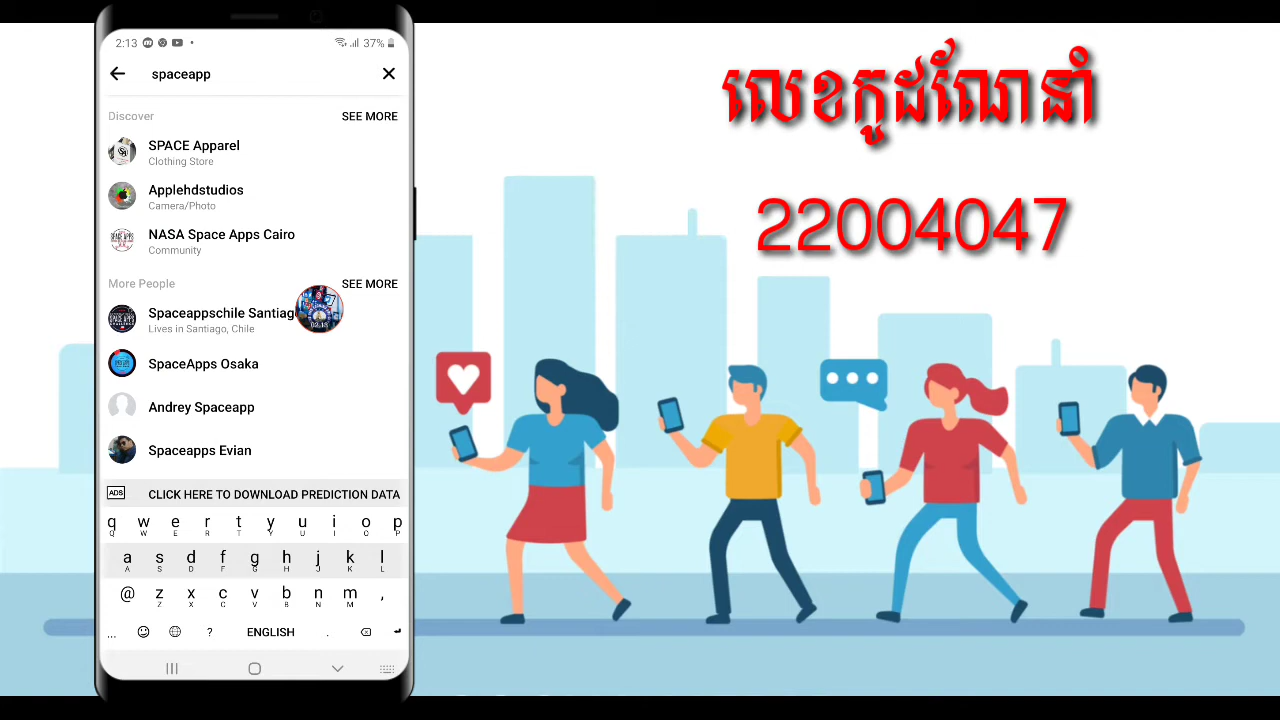 2:13 37%
spaceapp
Discover SEE MORE
SPACE Apparel
Clothing Store
Applehdstudios
Camera/Photo
NASA Space Apps Cairo
Community
More People SEE MORE
Spaceappschile Santiag
Lives in Santiago, Chile
SpaceApps Osaka
Andrey Spaceapp
Spaceapps Evian
ADS CLICK HERE TO DOWNLOAD PREDICTION DATA
q w e r t y u i o p
Q W E R T Y U I O P
a s d f g h j k l
A S D F G H J K L
@ z x c v b n m ,
Z X C V B N M
... ? ENGLISH .
លេខកូដណែនាំ
22004047
02:13